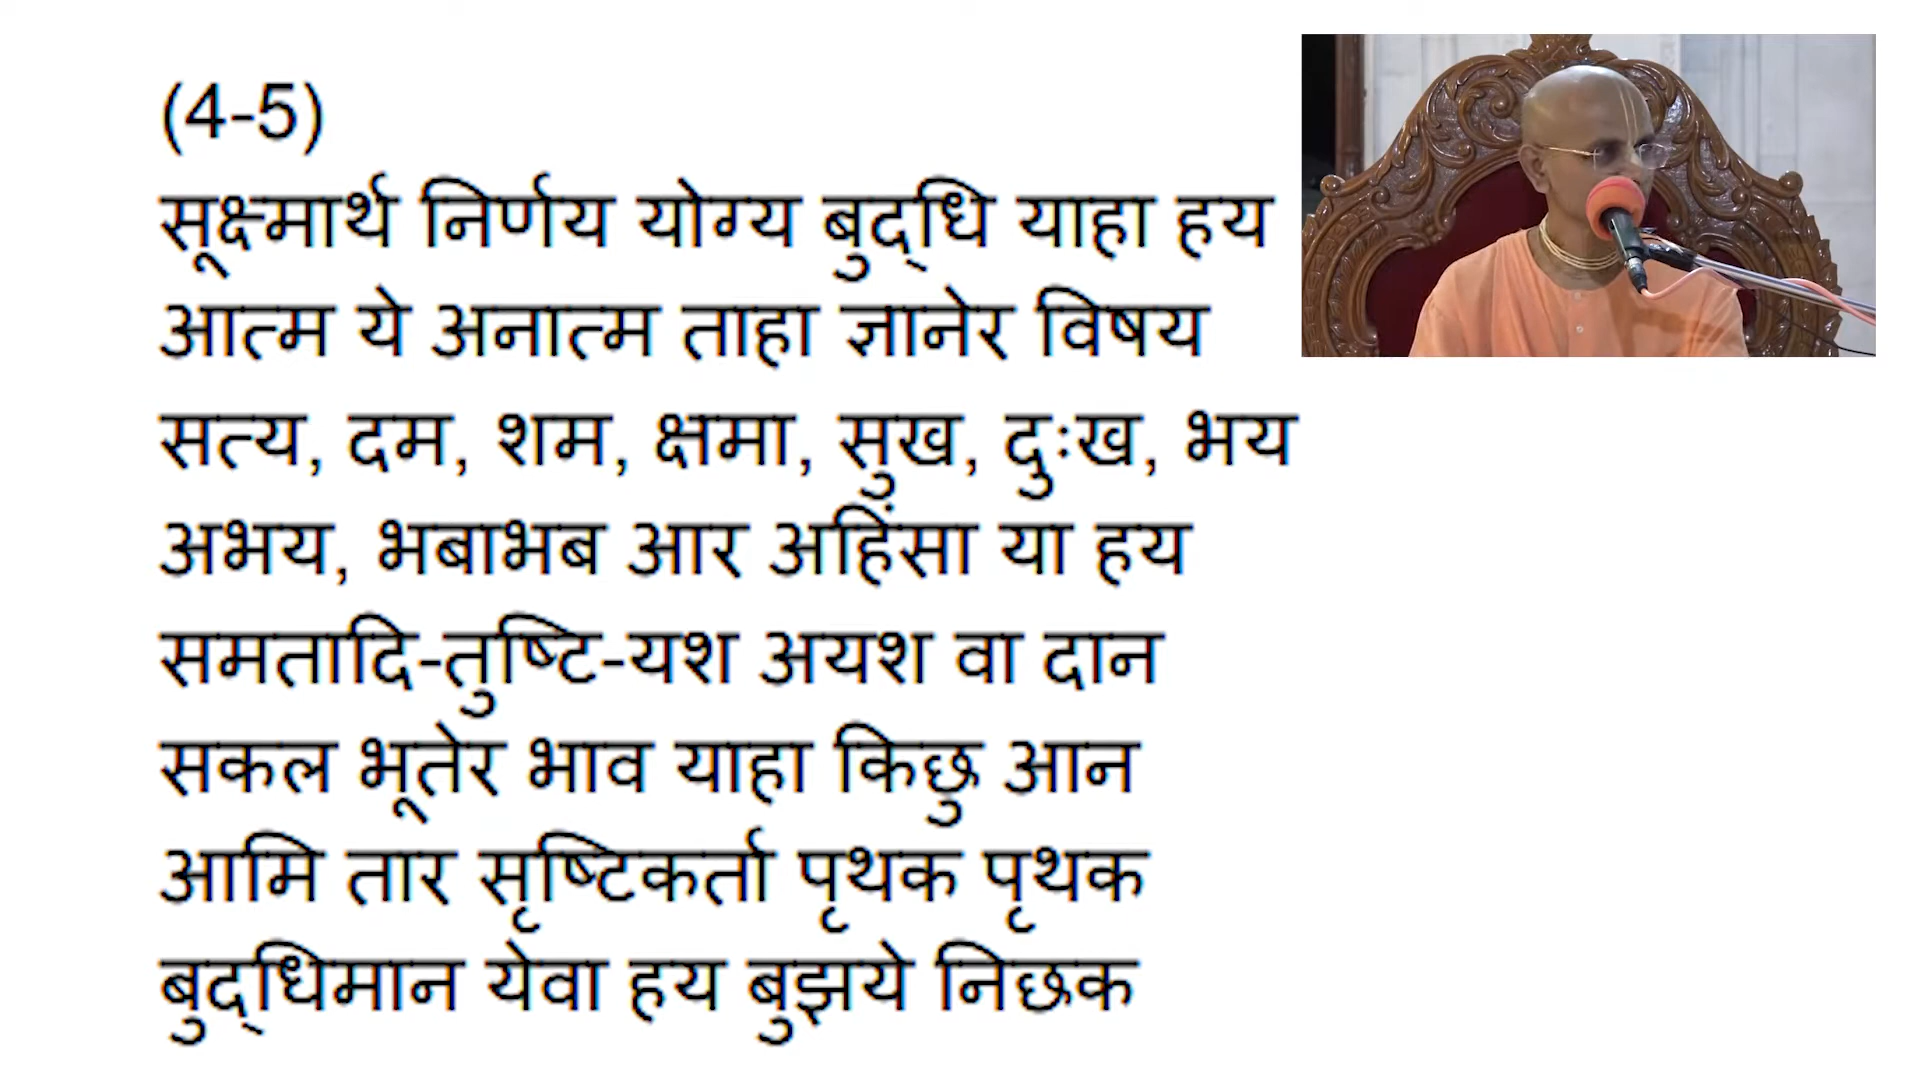 (4-5)
सूक्ष्मार्थ निर्णय योग्य बुद्‌धि याहा हय
आत्म ये अनात्म ताहा ज्ञानेर विषय
सत्य, दम, शम, क्षमा, सुख, दुःख, भय
अभय, भबाभब आर अहिंसा या हय
समतादि-तुष्टि-यश अयश वा दान
सकल भूतेर भाव याहा किछु आन
आमि तार सृष्टिकर्ता पृथक पृथक
बुद्‌धिमान येवा हय बुझये निछक